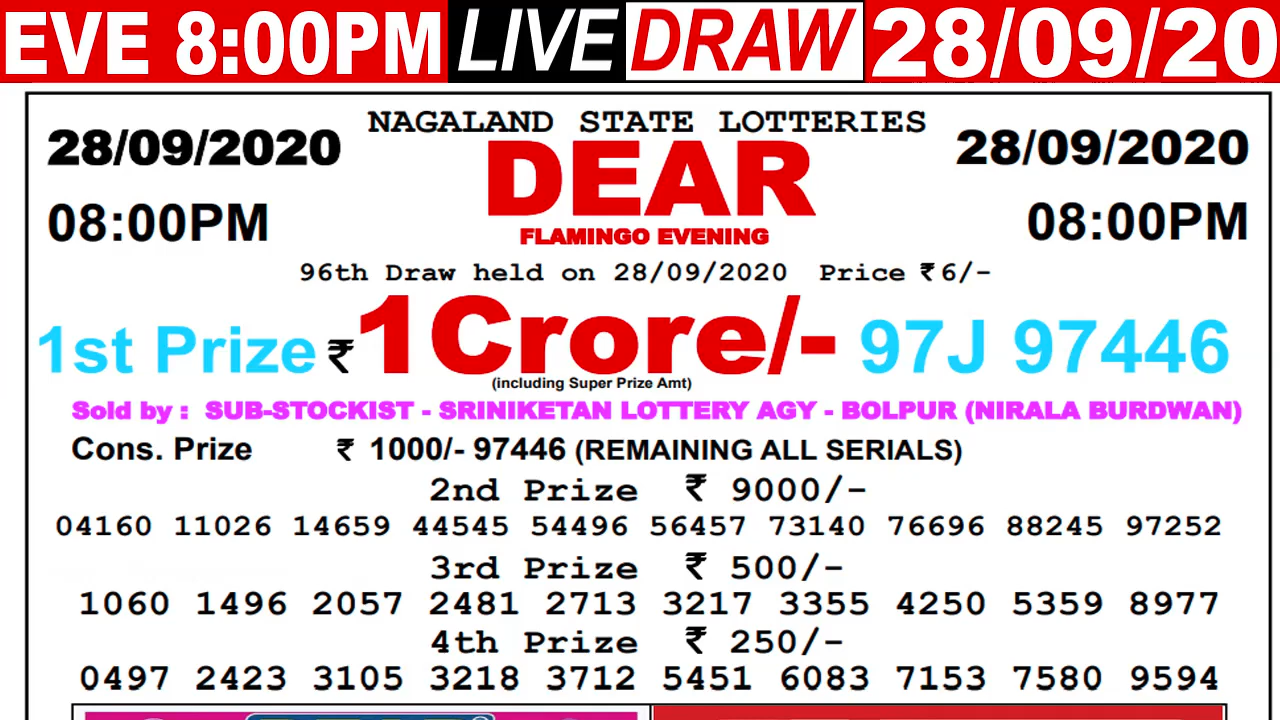 EVE 8:00PM LIVE DRAW 28/09/20
NAGALAND STATE LOTTERIES
28/09/2020 DEAR 28/09/2020
08:00PM FLAMINGO EVENING 08:00PM
96th Draw held on 28/09/2020 Price ₹6/-
1st Prize ₹1Crore/- 97J 97446
(including Super Prize Amt)
Sold by : SUB-STOCKIST - SRINIKETAN LOTTERY AGY - BOLPUR (NIRALA BURDWAN)
Cons. Prize ₹ 1000/- 97446 (REMAINING ALL SERIALS)
2nd Prize ₹ 9000/-
04160 11026 14659 44545 54496 56457 73140 76696 88245 97252
3rd Prize ₹ 500/-
1060 1496 2057 2481 2713 3217 3355 4250 5359 8977
4th Prize ₹ 250/-
0497 2423 3105 3218 3712 5451 6083 7153 7580 9594